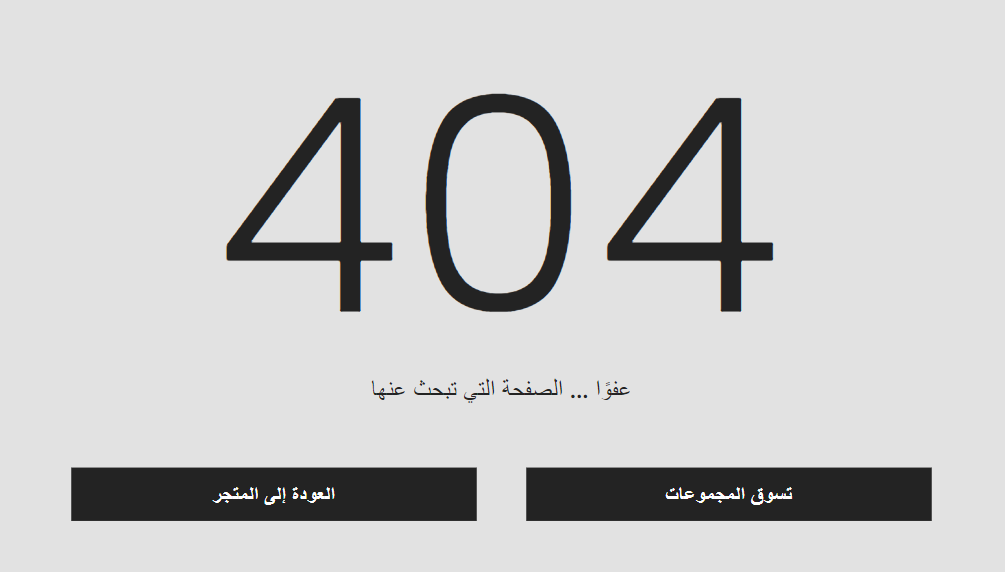 404
عفوًا ... الصفحة التي تبحث عنها
تسوق المجموعات
العودة إلى المتجر